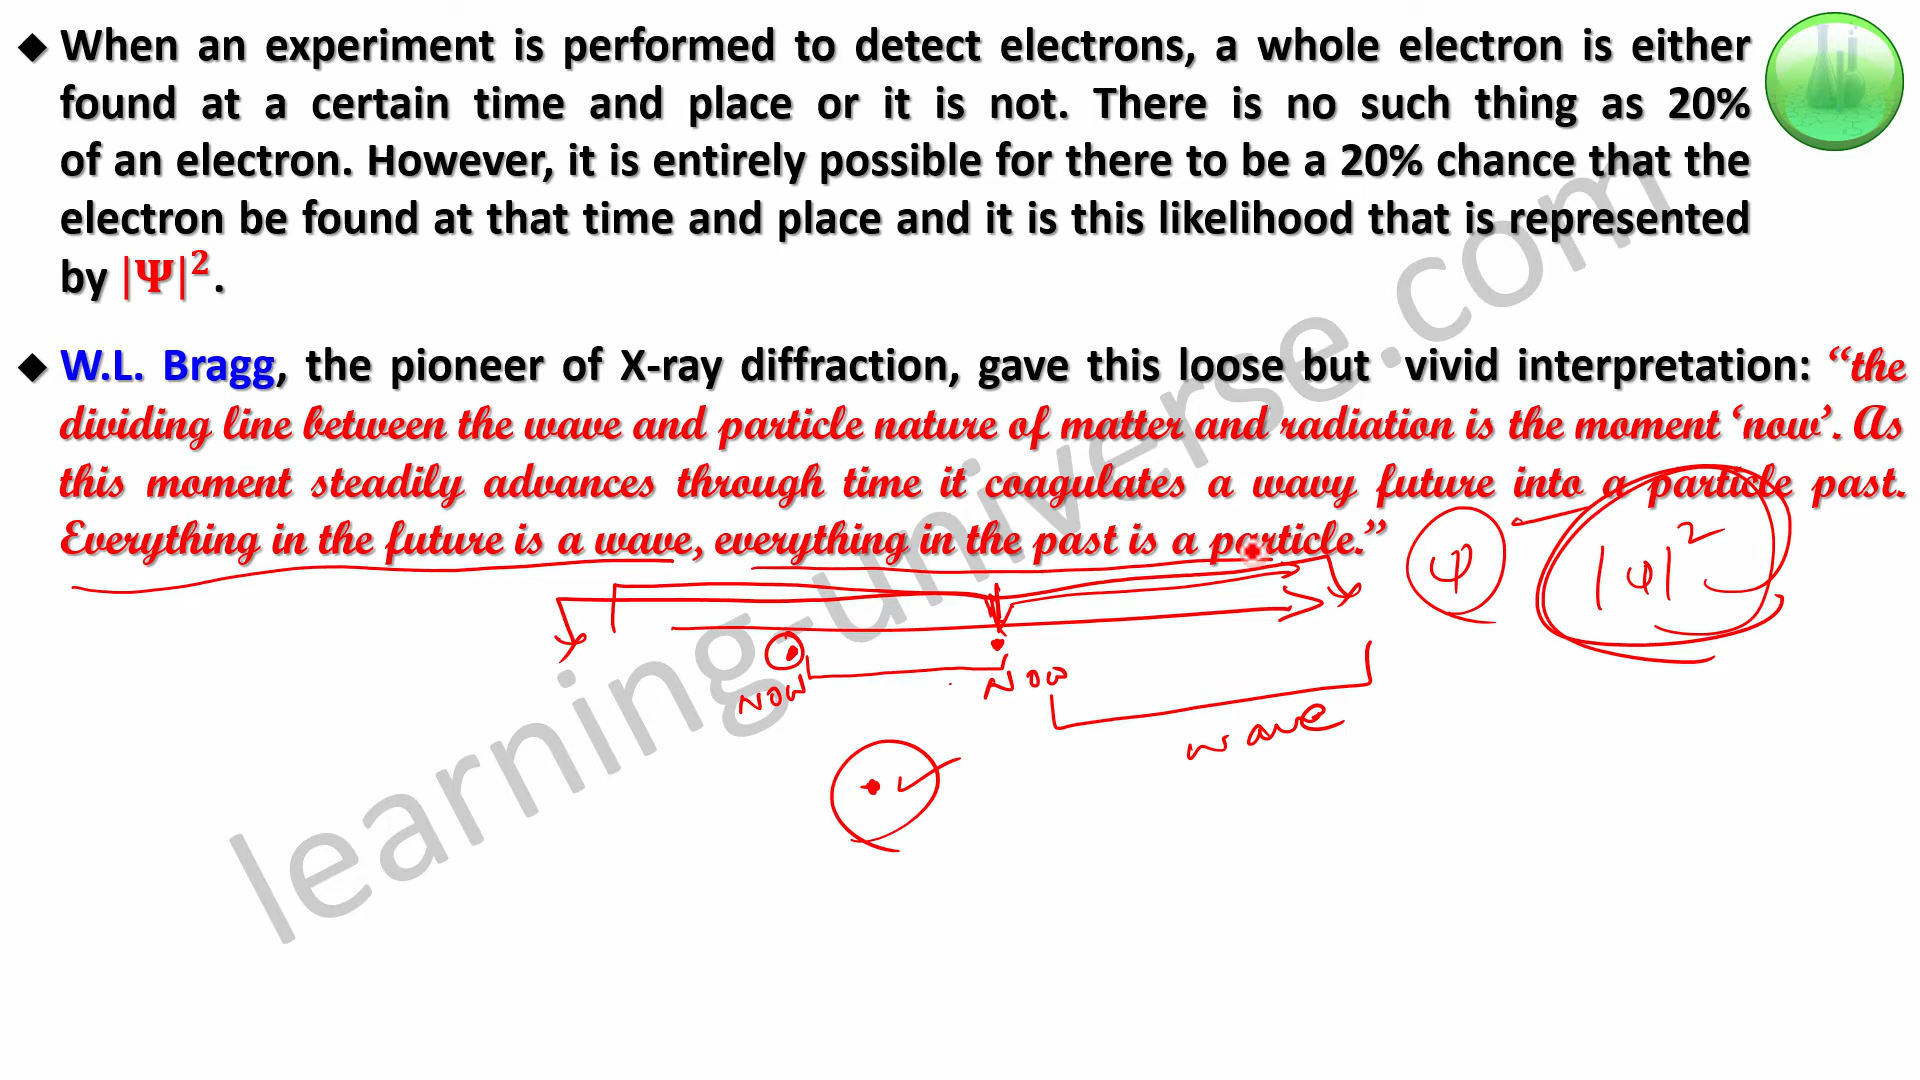 ◆ When an experiment is performed to detect electrons, a whole electron is either
found at a certain time and place or it is not. There is no such thing as 20%
of an electron. However, it is entirely possible for there to be a 20% chance that the
electron be found at that time and place and it is this likelihood that is represented
by |Ψ|².
◆ W.L. Bragg, the pioneer of X-ray diffraction, gave this loose but vivid interpretation: “the
dividing line between the wave and particle nature of matter and radiation is the moment ‘now’. As
this moment steadily advances through time it coagulates a wavy future into a particle past.
Everything in the future is a wave, everything in the past is a particle.”
ψ |ψ|²
NOW NOW
wave
learning-universe.com